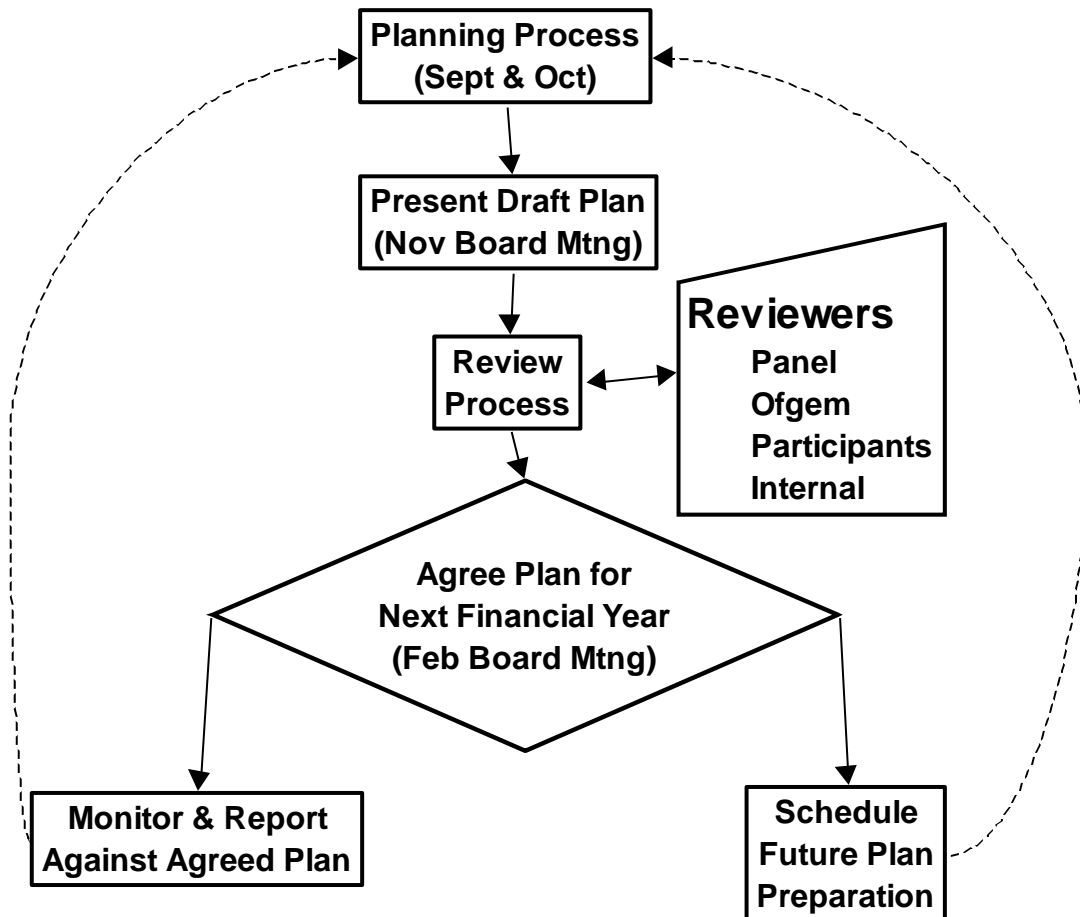 Planning Process
(Sept & Oct)
Present Draft Plan
(Nov Board Mtng)
Reviewers
Panel
Ofgem
Participants
Internal
Review
Process
Agree Plan for
Next Financial Year
(Feb Board Mtng)
Monitor & Report
Against Agreed Plan
Schedule
Future Plan
Preparation